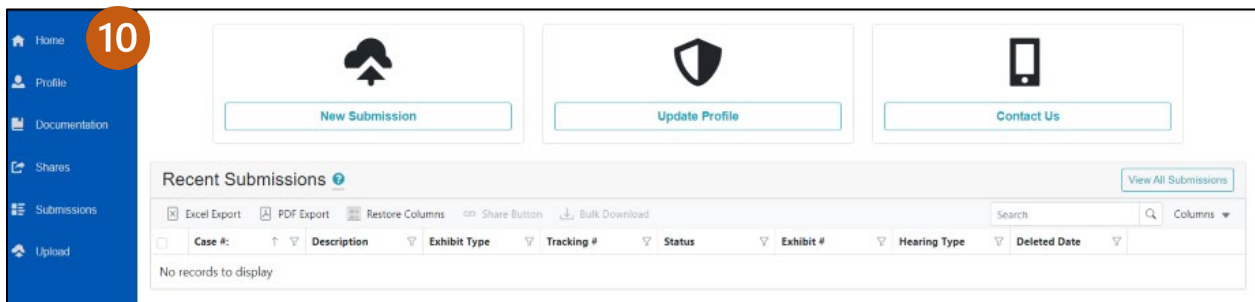 10
Home
Profile
Documentation
Shares
Submissions
Upload
New Submission
Update Profile
Contact Us
Recent Submissions ?
View All Submissions
Excel Export PDF Export Restore Columns Share Button Bulk Download Search Columns
Case #: Description Exhibit Type Tracking # Status Exhibit # Hearing Type Deleted Date
No records to display